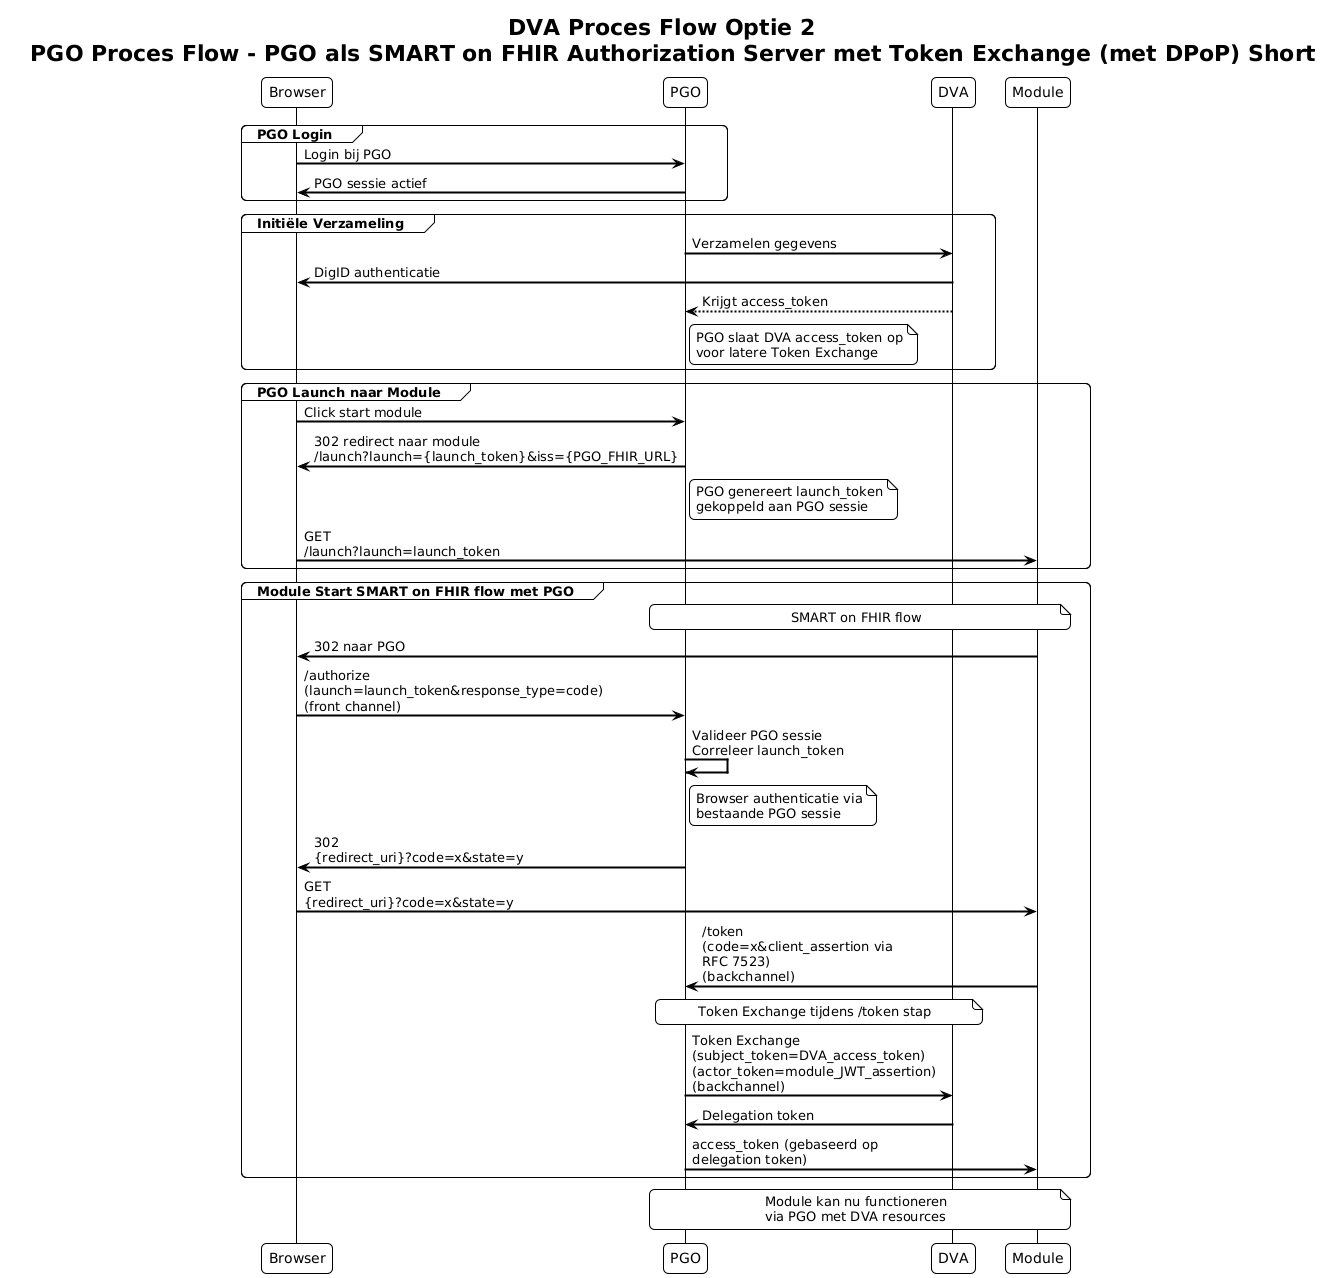 DVA Proces Flow Optie 2
PGO Proces Flow - PGO als SMART on FHIR Authorization Server met Token Exchange (met DPoP) Short
Browser
PGO
DVA
Module
PGO Login
Login bij PGO
PGO sessie actief
Initiële Verzameling
Verzamelen gegevens
DigID authenticatie
Krijgt access_token
PGO slaat DVA access_token op
voor latere Token Exchange
PGO Launch naar Module
Click start module
302 redirect naar module
/launch?launch={launch_token}&iss={PGO_FHIR_URL}
PGO genereert launch_token
gekoppeld aan PGO sessie
GET
/launch?launch=launch_token
Module Start SMART on FHIR flow met PGO
SMART on FHIR flow
302 naar PGO
/authorize
(launch=launch_token&response_type=code)
(front channel)
Valideer PGO sessie
Correleer launch_token
Browser authenticatie via
bestaande PGO sessie
302
{redirect_uri}?code=x&state=y
GET
{redirect_uri}?code=x&state=y
/token
(code=x&client_assertion via
RFC 7523)
(backchannel)
Token Exchange tijdens /token stap
Token Exchange
(subject_token=DVA_access_token)
(actor_token=module_JWT_assertion)
(backchannel)
Delegation token
access_token (gebaseerd op
delegation token)
Module kan nu functioneren
via PGO met DVA resources
Browser
PGO
DVA
Module